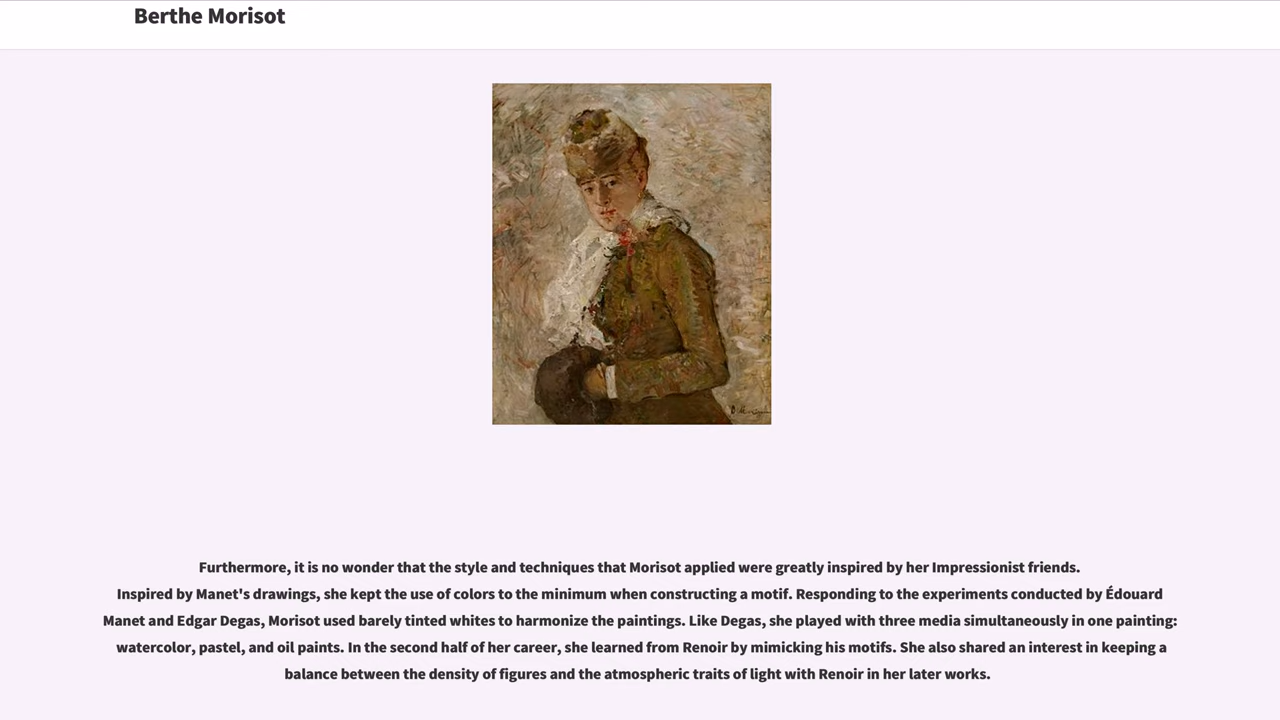 Berthe Morisot
Furthermore, it is no wonder that the style and techniques that Morisot applied were greatly inspired by her Impressionist friends.
Inspired by Manet's drawings, she kept the use of colors to the minimum when constructing a motif. Responding to the experiments conducted by Édouard
Manet and Edgar Degas, Morisot used barely tinted whites to harmonize the paintings. Like Degas, she played with three media simultaneously in one painting:
watercolor, pastel, and oil paints. In the second half of her career, she learned from Renoir by mimicking his motifs. She also shared an interest in keeping a
balance between the density of figures and the atmospheric traits of light with Renoir in her later works.